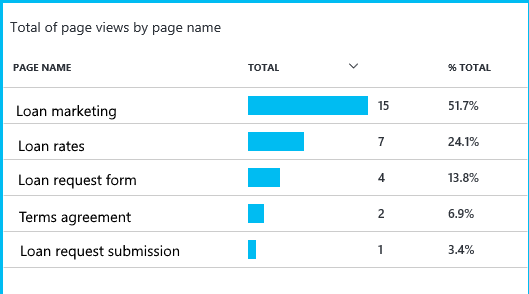 Total of page views by page name
PAGE NAME TOTAL % TOTAL
Loan marketing 15 51.7%
Loan rates 7 24.1%
Loan request form 4 13.8%
Terms agreement 2 6.9%
Loan request submission 1 3.4%